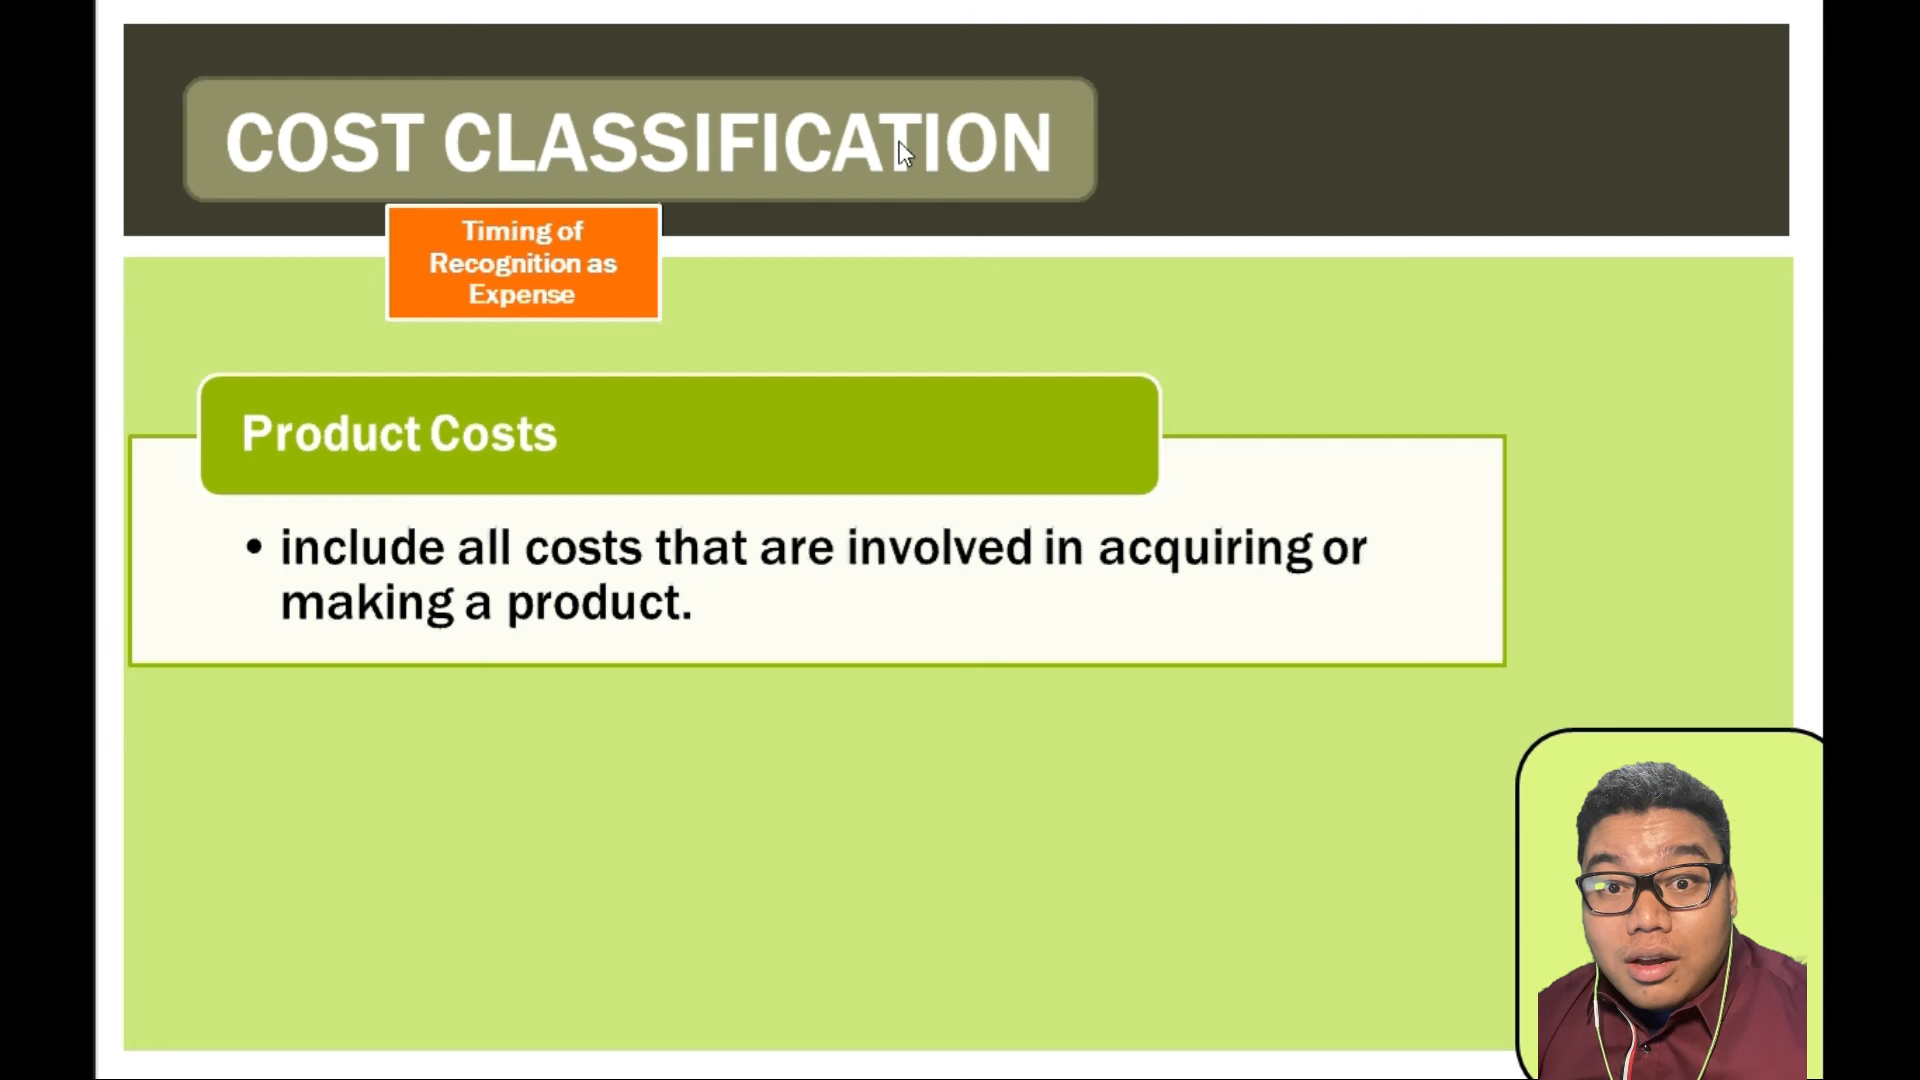 COST CLASSIFICATION
Timing of
Recognition as
Expense
Product Costs
• include all costs that are involved in acquiring or
making a product.